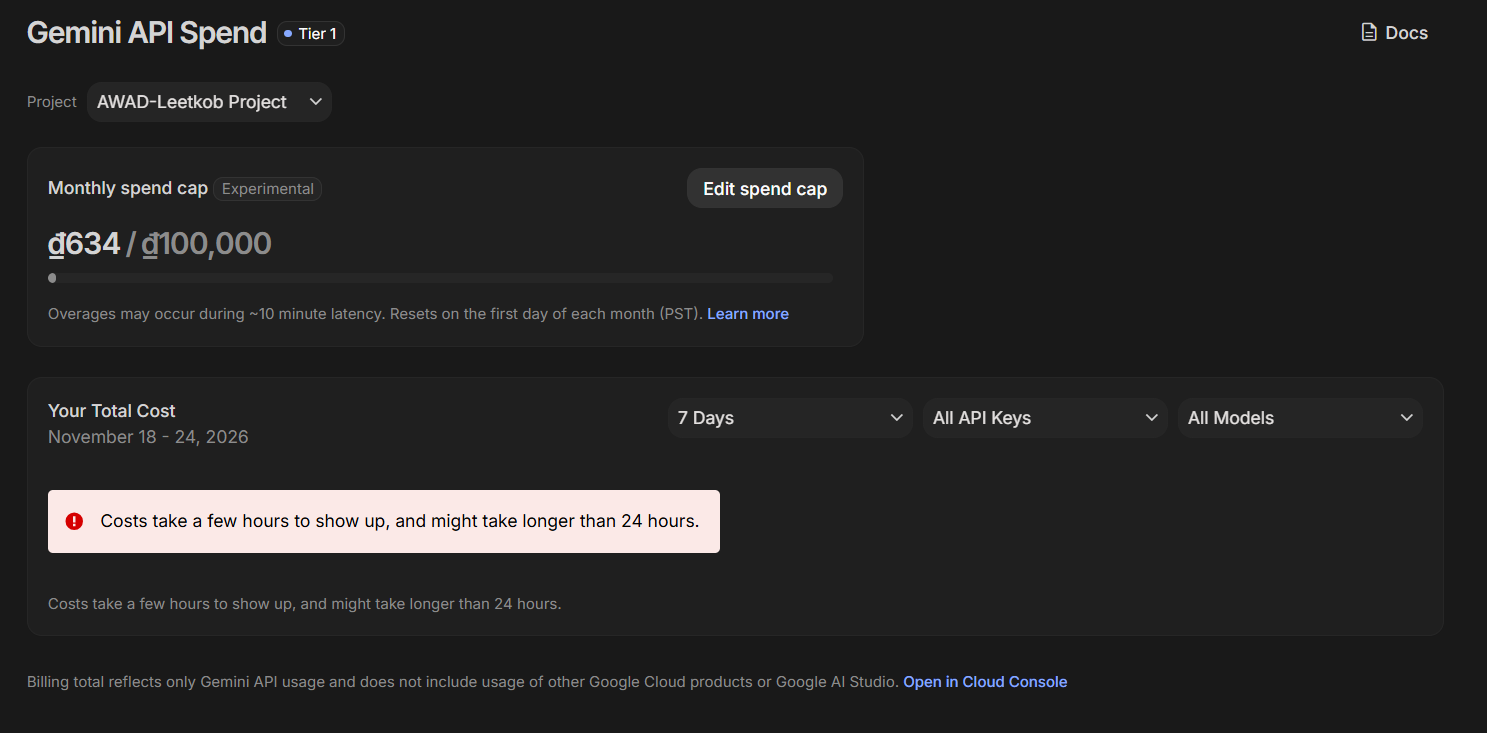 Gemini API Spend
Tier 1
Docs
Project
AWAD-Leetkob Project
Monthly spend cap
Experimental
Edit spend cap
₫634 / ₫100,000
Overages may occur during ~10 minute latency. Resets on the first day of each month (PST). Learn more
Your Total Cost
November 18 - 24, 2026
7 Days
All API Keys
All Models
Costs take a few hours to show up, and might take longer than 24 hours.
Costs take a few hours to show up, and might take longer than 24 hours.
Billing total reflects only Gemini API usage and does not include usage of other Google Cloud products or Google AI Studio. Open in Cloud Console